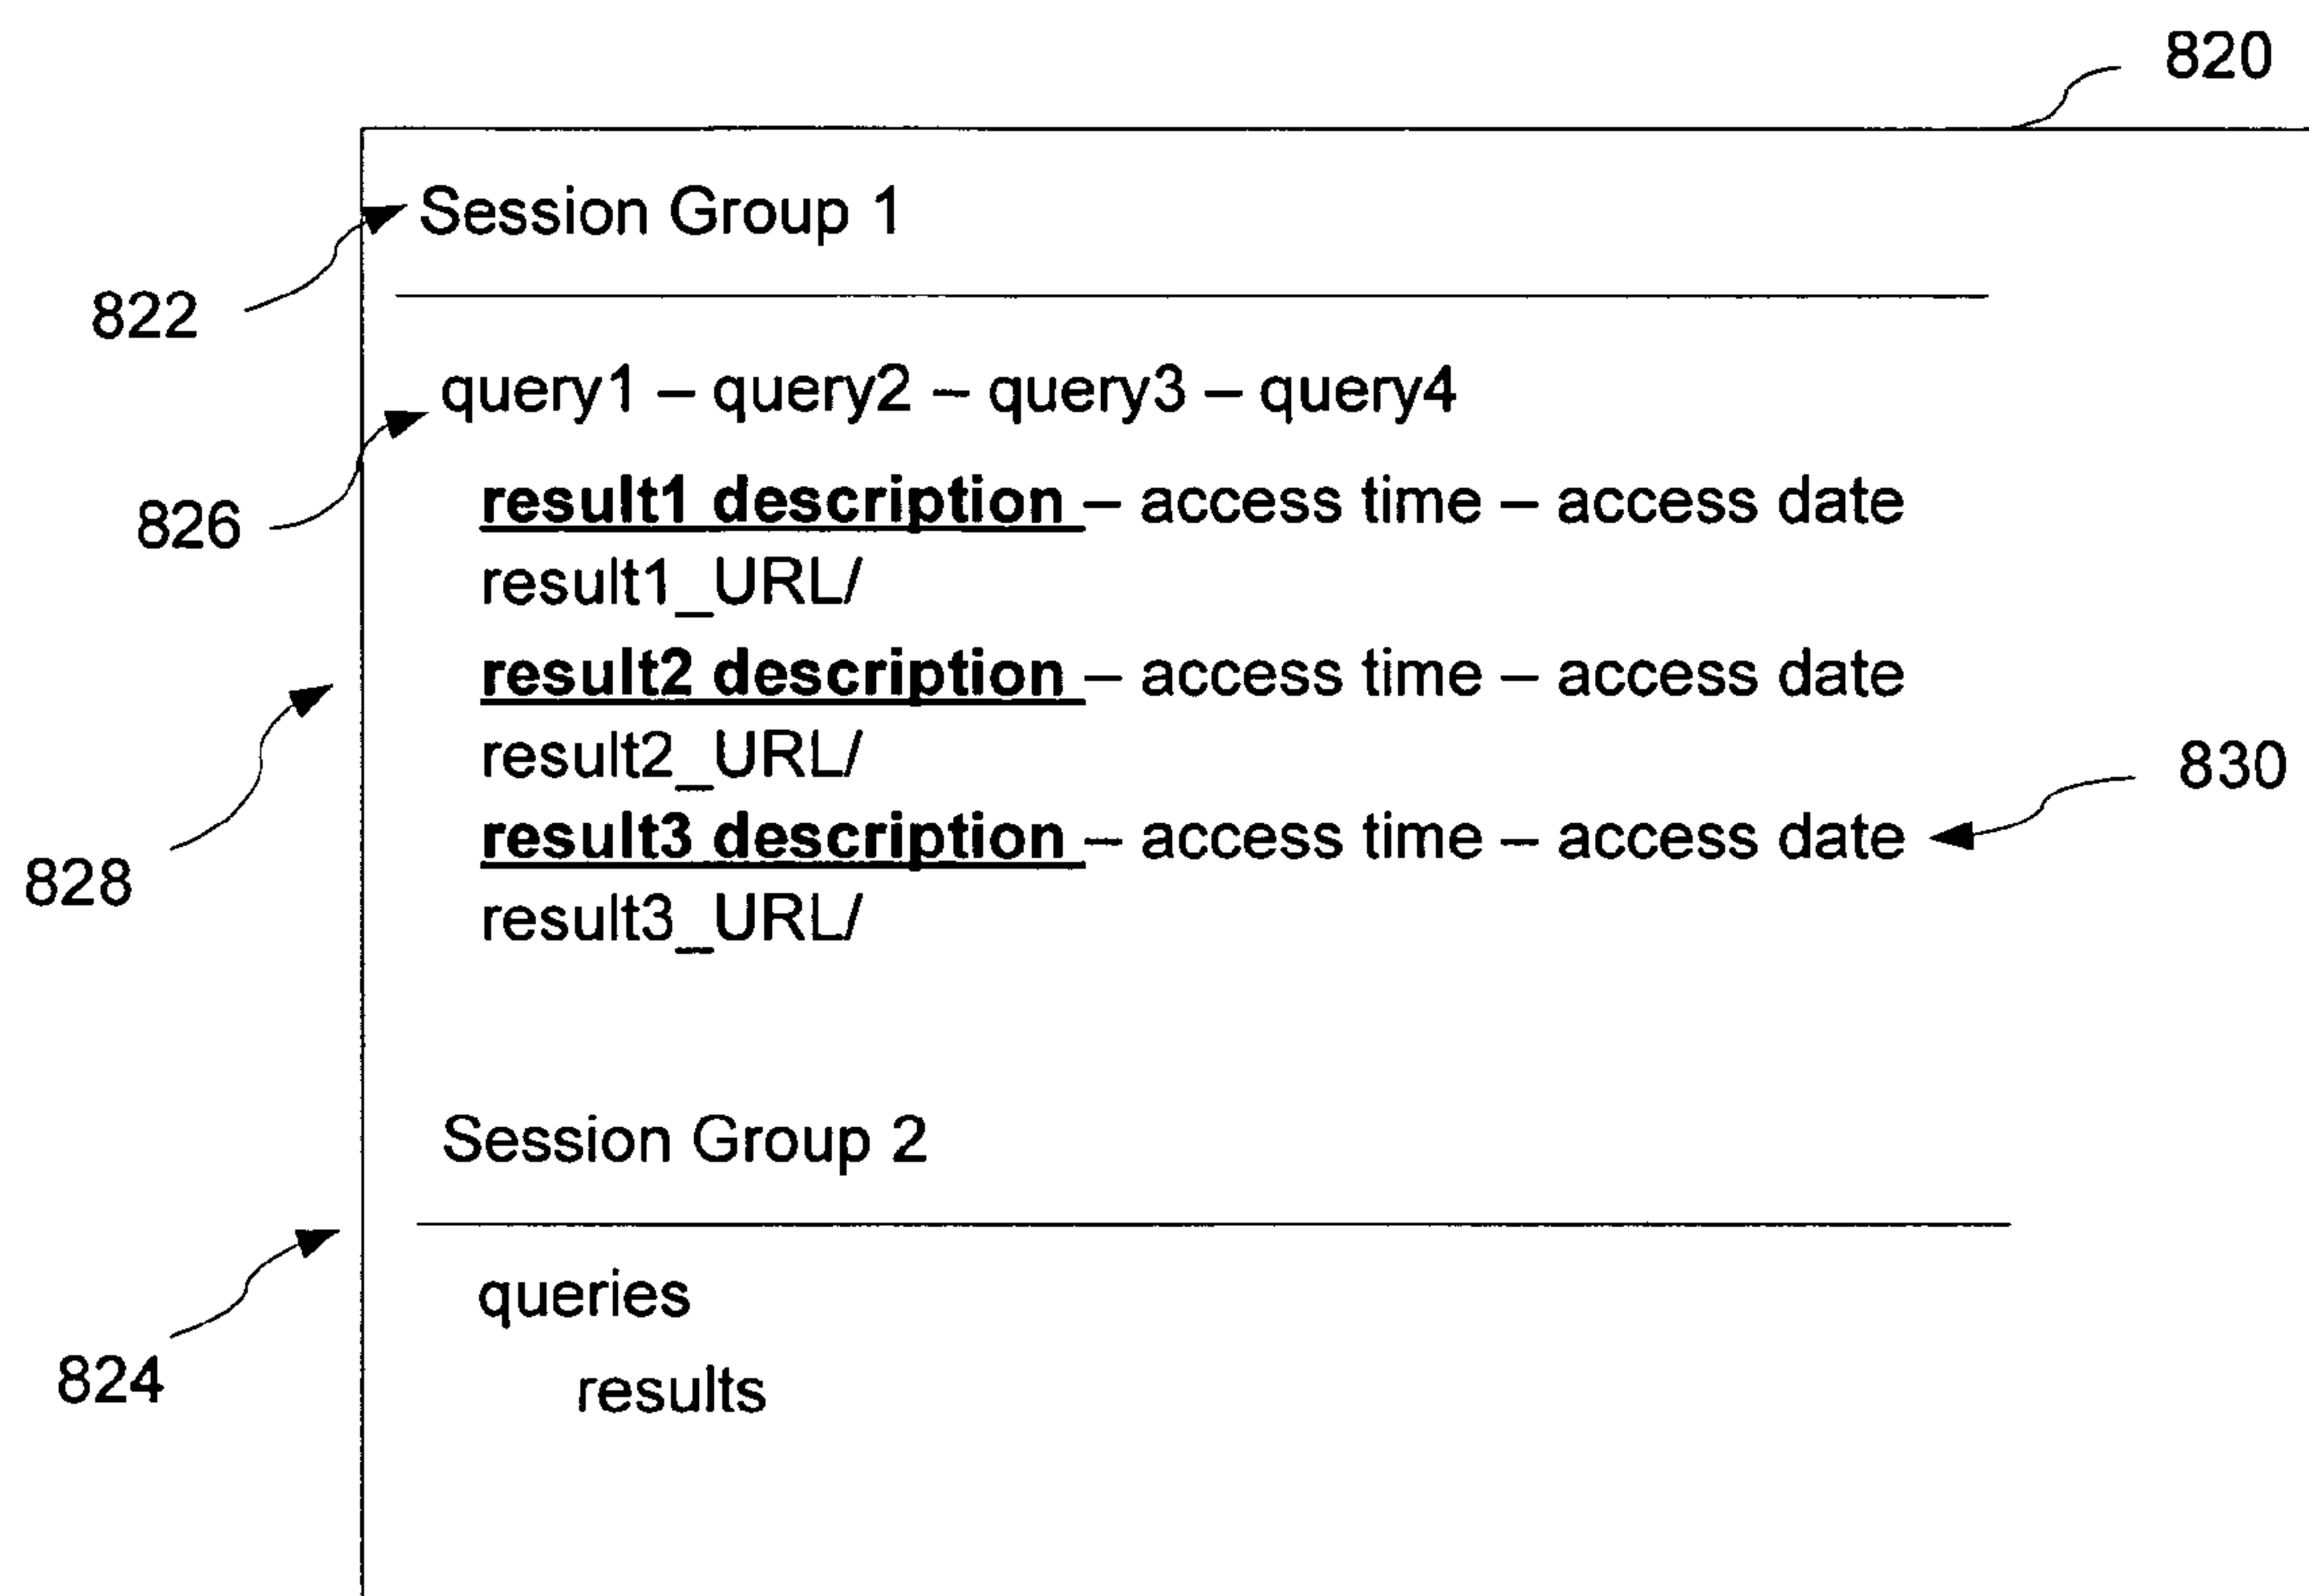 820
Session Group 1
822
query1 – query2 – query3 – query4
826
result1 description – access time – access date
result1_URL/
result2 description – access time – access date
result2_URL/
830
result3 description – access time – access date
828
result3_URL/
Session Group 2
824
queries
results